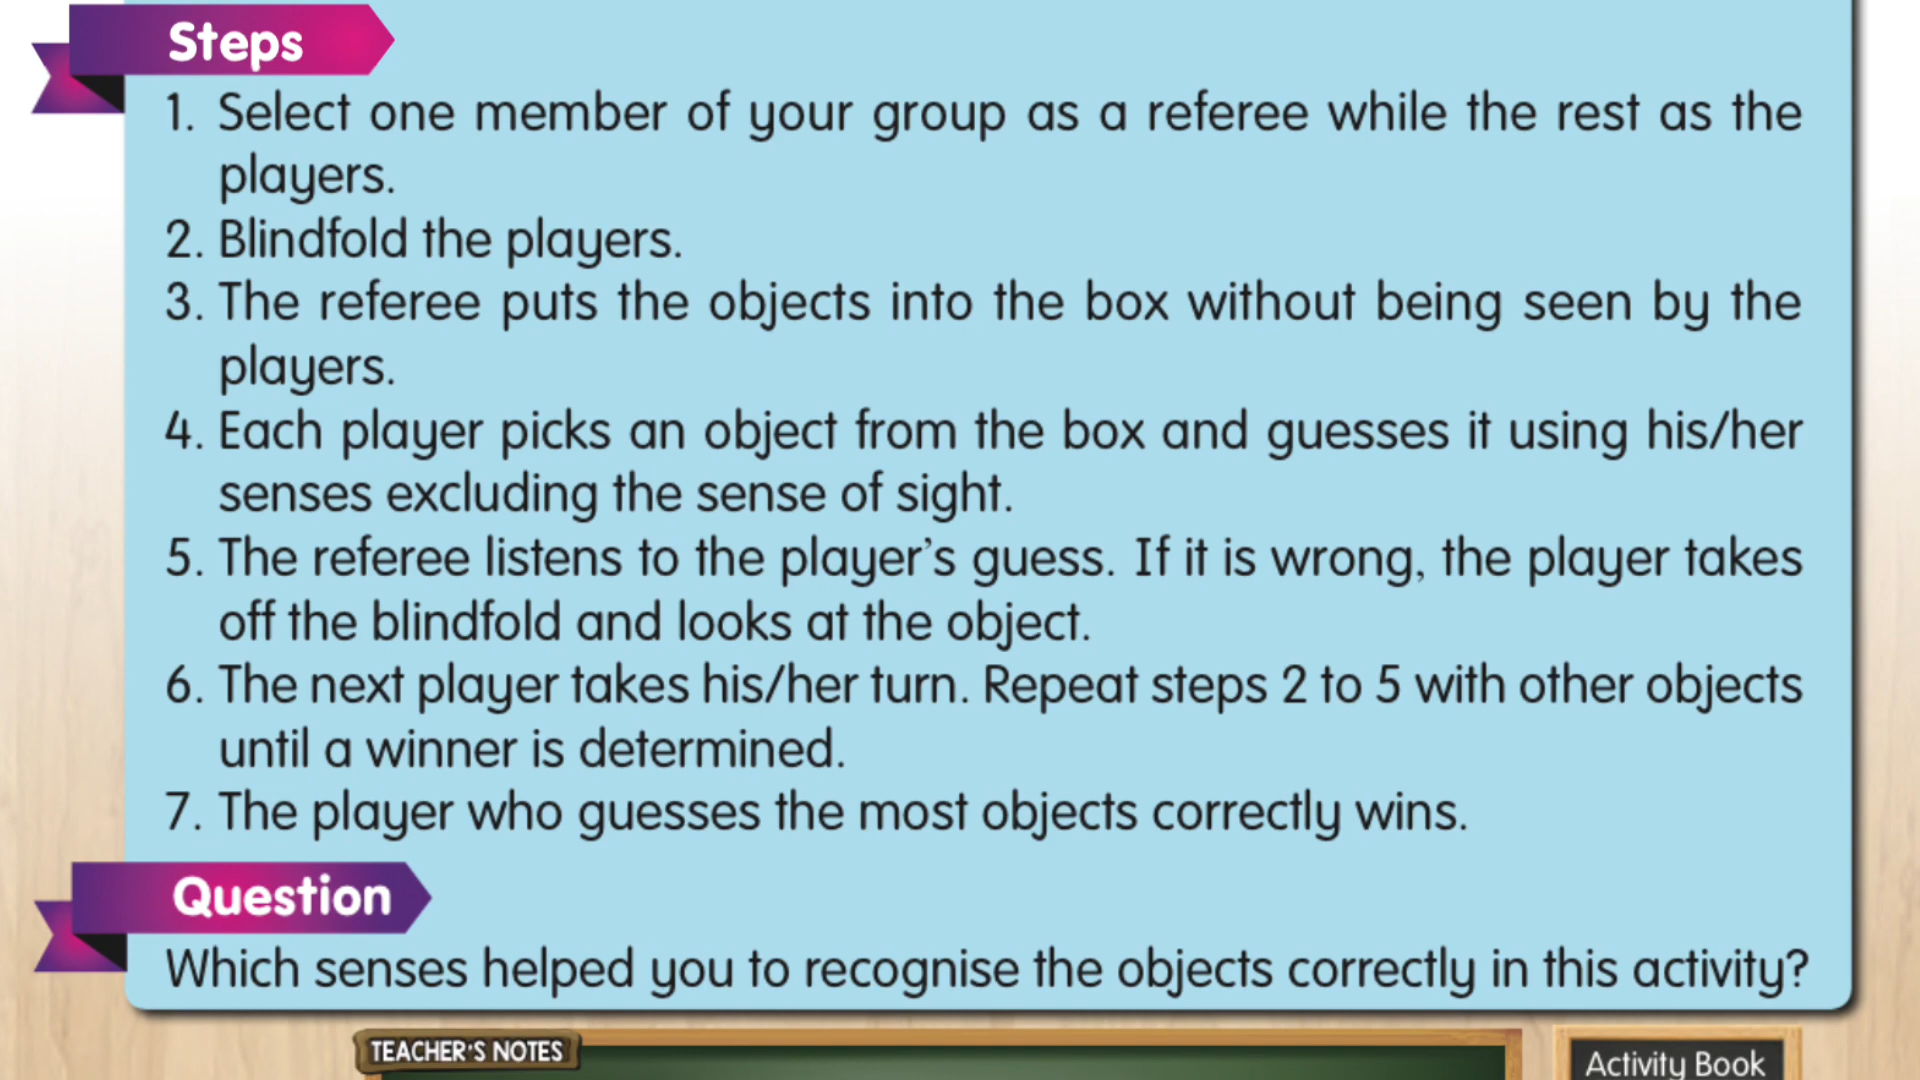 Steps
1. Select one member of your group as a referee while the rest as the
players.
2. Blindfold the players.
3. The referee puts the objects into the box without being seen by the
players.
4. Each player picks an object from the box and guesses it using his/her
senses excluding the sense of sight.
5. The referee listens to the player’s guess. If it is wrong, the player takes
off the blindfold and looks at the object.
6. The next player takes his/her turn. Repeat steps 2 to 5 with other objects
until a winner is determined.
7. The player who guesses the most objects correctly wins.
Question
Which senses helped you to recognise the objects correctly in this activity?
TEACHER'S NOTES
Activity Book